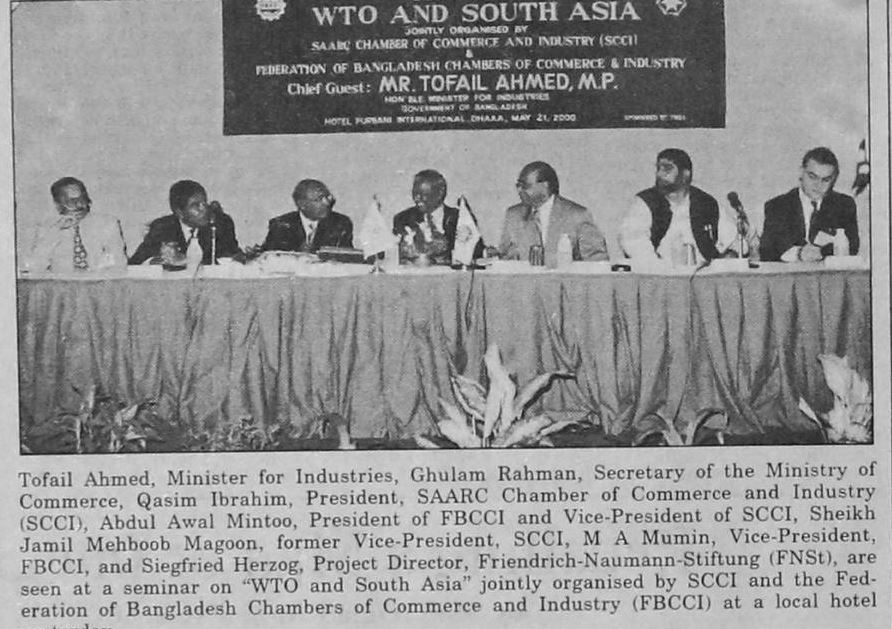 WTO AND SOUTH ASIA
JOINTLY ORGANISED BY
SAARC CHAMBER OF COMMERCE AND INDUSTRY (SCCI)
&
FEDERATION OF BANGLADESH CHAMBERS OF COMMERCE & INDUSTRY
Chief Guest: MR. TOFAIL AHMED, M.P.
HON'BLE MINISTER FOR INDUSTRIES
GOVERNMENT OF BANGLADESH
HOTEL PURBANI INTERNATIONAL, DHAKA, MAY 21, 2000
Tofail Ahmed, Minister for Industries, Ghulam Rahman, Secretary of the Ministry of
Commerce, Qasim Ibrahim, President, SAARC Chamber of Commerce and Industry
(SCCI), Abdul Awal Mintoo, President of FBCCI and Vice-President of SCCI, Sheikh
Jamil Mehboob Magoon, former Vice-President, SCCI, M A Mumin, Vice-President,
FBCCI, and Siegfried Herzog, Project Director, Friendrich-Naumann-Stiftung (FNSt), are
seen at a seminar on “WTO and South Asia” jointly organised by SCCI and the Fed-
eration of Bangladesh Chambers of Commerce and Industry (FBCCI) at a local hotel